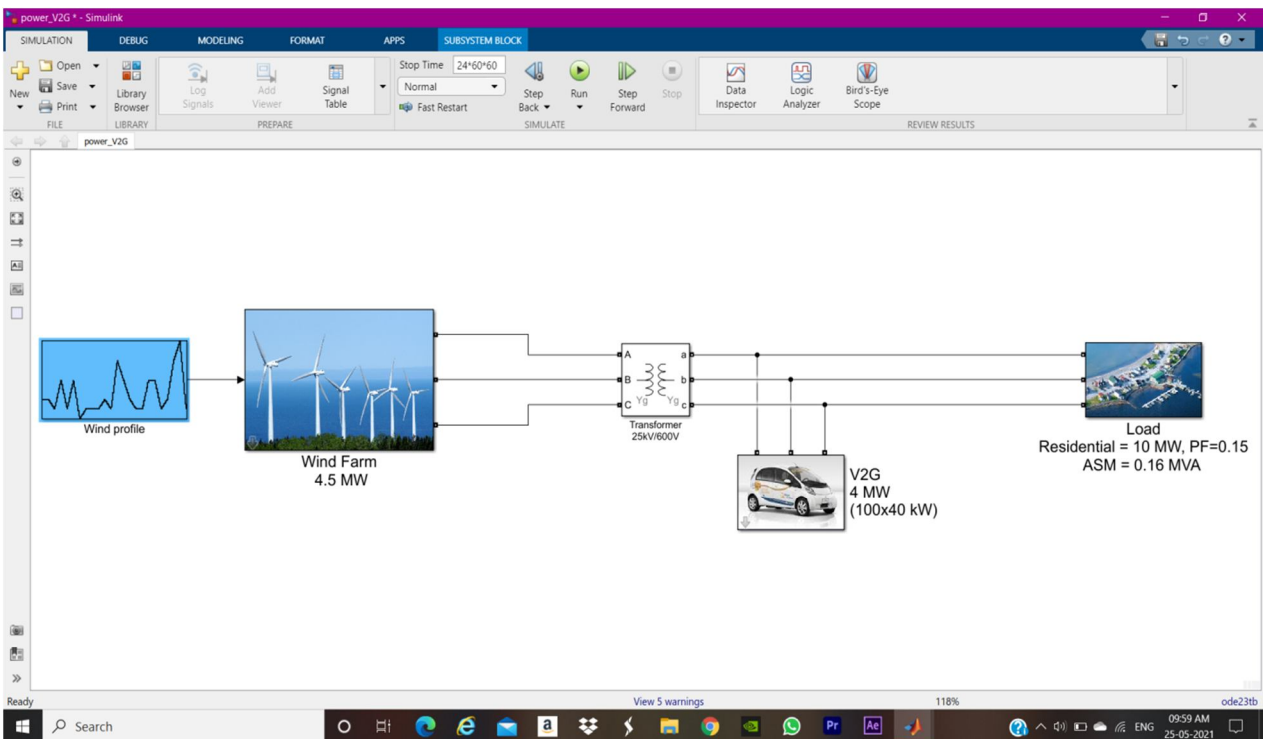 power_V2G * - Simulink
SIMULATION DEBUG MODELING FORMAT APPS SUBSYSTEM BLOCK
New
Open
Save
Print
FILE
Library Browser
LIBRARY
Log Signals
Add Viewer
Signal Table
PREPARE
Stop Time 24*60*60
Normal
Fast Restart
Step Back
Run
Step Forward
Stop
SIMULATE
Data Inspector
Logic Analyzer
Bird's-Eye Scope
REVIEW RESULTS
power_V2G
Wind profile
Wind Farm
4.5 MW
A a
B b
C Yg Yg c
Transformer
25kV/600V
V2G
4 MW
(100x40 kW)
Load
Residential = 10 MW, PF=0.15
ASM = 0.16 MVA
Ready View 5 warnings 118% ode23tb
Search
a
Pr
Ae
ENG
09:59 AM
25-05-2021